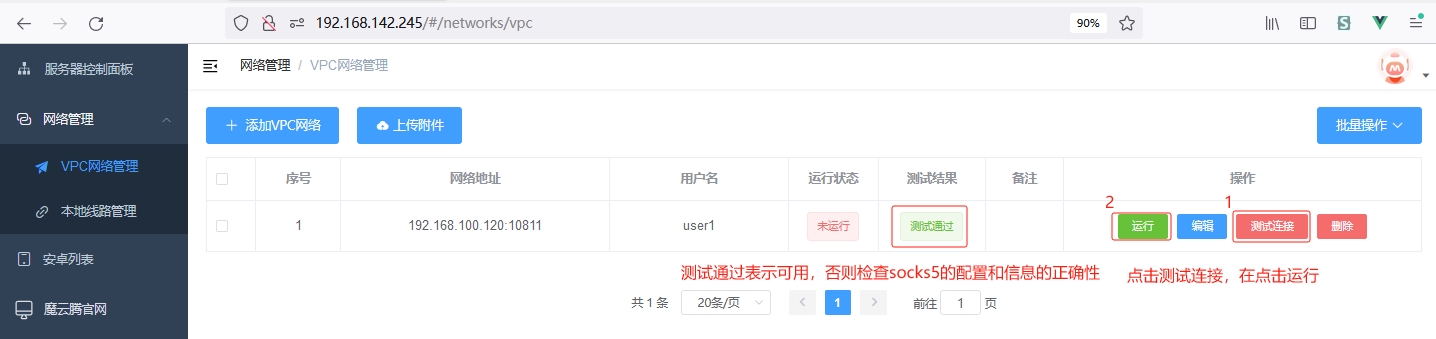 192.168.142.245/#/networks/vpc
90%
服务器控制面板
网络管理
VPC网络管理
本地线路管理
安卓列表
魔云腾官网
网络管理 / VPC网络管理
+ 添加VPC网络
上传附件
批量操作
序号 网络地址 用户名 运行状态 测试结果 备注 操作
2 1
1 192.168.100.120:10811 user1 未运行 测试通过 运行 编辑 测试连接 删除
测试通过表示可用，否则检查socks5的配置和信息的正确性
点击测试连接，在点击运行
共 1 条 20条/页 < 1 > 前往 1 页